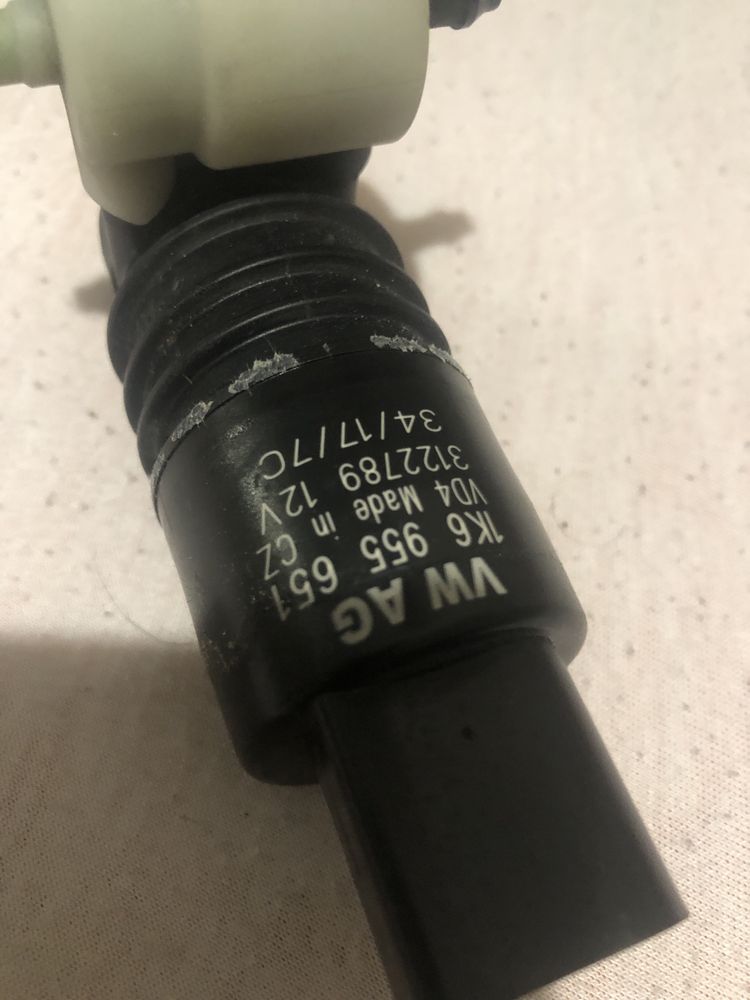 VW AG
1K6 955 651
VD4 Made in CZ
3122789 12V
34/17/7C